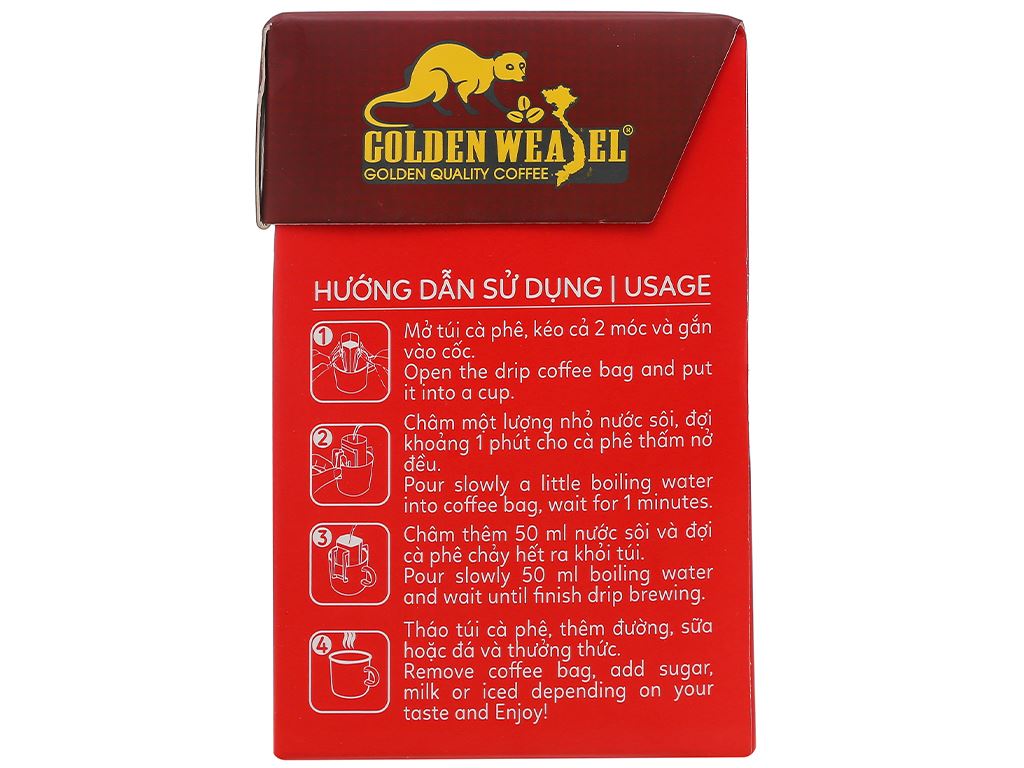 GOLDEN WEASEL®
GOLDEN QUALITY COFFEE
HƯỚNG DẪN SỬ DỤNG | USAGE
1
Mở túi cà phê, kéo cả 2 móc và gắn
vào cốc.
Open the drip coffee bag and put
it into a cup.
2
Châm một lượng nhỏ nước sôi, đợi
khoảng 1 phút cho cà phê thấm nở
đều.
Pour slowly a little boiling water
into coffee bag, wait for 1 minutes.
3
Châm thêm 50 ml nước sôi và đợi
cà phê chảy hết ra khỏi túi.
Pour slowly 50 ml boiling water
and wait until finish drip brewing.
4
Tháo túi cà phê, thêm đường, sữa
hoặc đá và thưởng thức.
Remove coffee bag, add sugar,
milk or iced depending on your
taste and Enjoy!